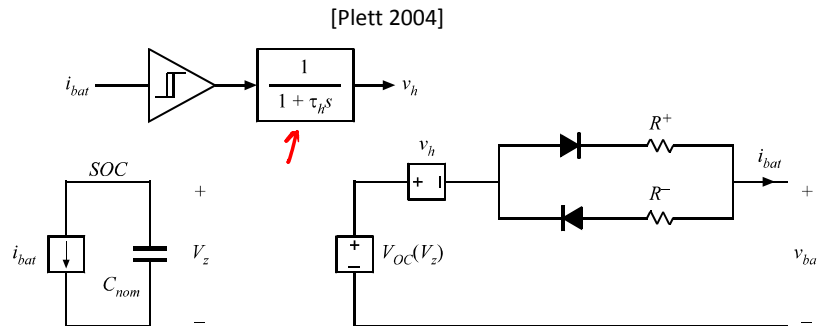 [Plett 2004]
i_bat
1
1 + τ_h s
v_h
SOC
i_bat
C_nom
+
V_z
−
v_h
+ −
R⁺
R⁻
i_bat
+
−
V_OC(V_z)
+
v_ba
−